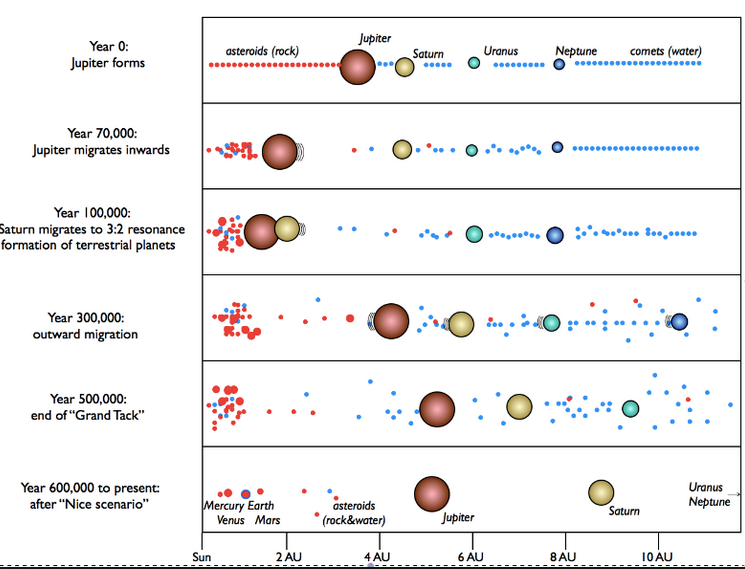 Year 0:
Jupiter forms
asteroids (rock)
Jupiter
Saturn
Uranus
Neptune
comets (water)
Year 70,000:
Jupiter migrates inwards
Year 100,000:
Saturn migrates to 3:2 resonance
formation of terrestrial planets
Year 300,000:
outward migration
Year 500,000:
end of "Grand Tack"
Year 600,000 to present:
after "Nice scenario"
Mercury Earth
Venus Mars
asteroids
(rock&water)
Jupiter
Saturn
Uranus
Neptune
Sun 2 AU 4 AU 6 AU 8 AU 10 AU